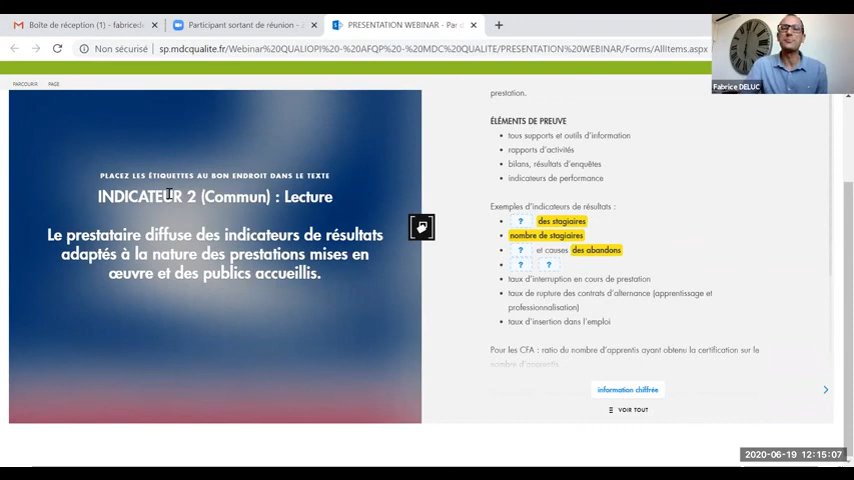 Boîte de réception (1) - fabricede
Participant sortant de réunion - Z
PRESENTATION WEBINAR - Pa
Non sécurisé
sp.mdcqualite.fr/Webinar%20QUALIOPI%20-%20AFQP%20-%20MDC%20QUALITE/PRESENTATION%20WEBINAR/Forms/AllItems.aspx
Fabrice DELUC
PARCOURIR PAGE
PLACEZ LES ÉTIQUETTES AU BON ENDROIT DANS LE TEXTE
INDICATEUR 2 (Commun) : Lecture
Le prestataire diffuse des indicateurs de résultats
adaptés à la nature des prestations mises en
œuvre et des publics accueillis.
prestation.
ÉLÉMENTS DE PREUVE
• tous supports et outils d'information
• rapports d'activités
• bilans, résultats d'enquêtes
• indicateurs de performance
Exemples d'indicateurs de résultats :
• ? des stagiaires
• nombre de stagiaires
• ? et causes des abandons
• ? ?
• taux d'interruption en cours de prestation
• taux de rupture des contrats d'alternance (apprentissage et
professionnalisation)
• taux d'insertion dans l'emploi
Pour les CFA : ratio du nombre d'apprentis ayant obtenu la certification sur le
nombre d'apprentis
information chiffrée
VOIR TOUT
2020-06-19 12:15:07